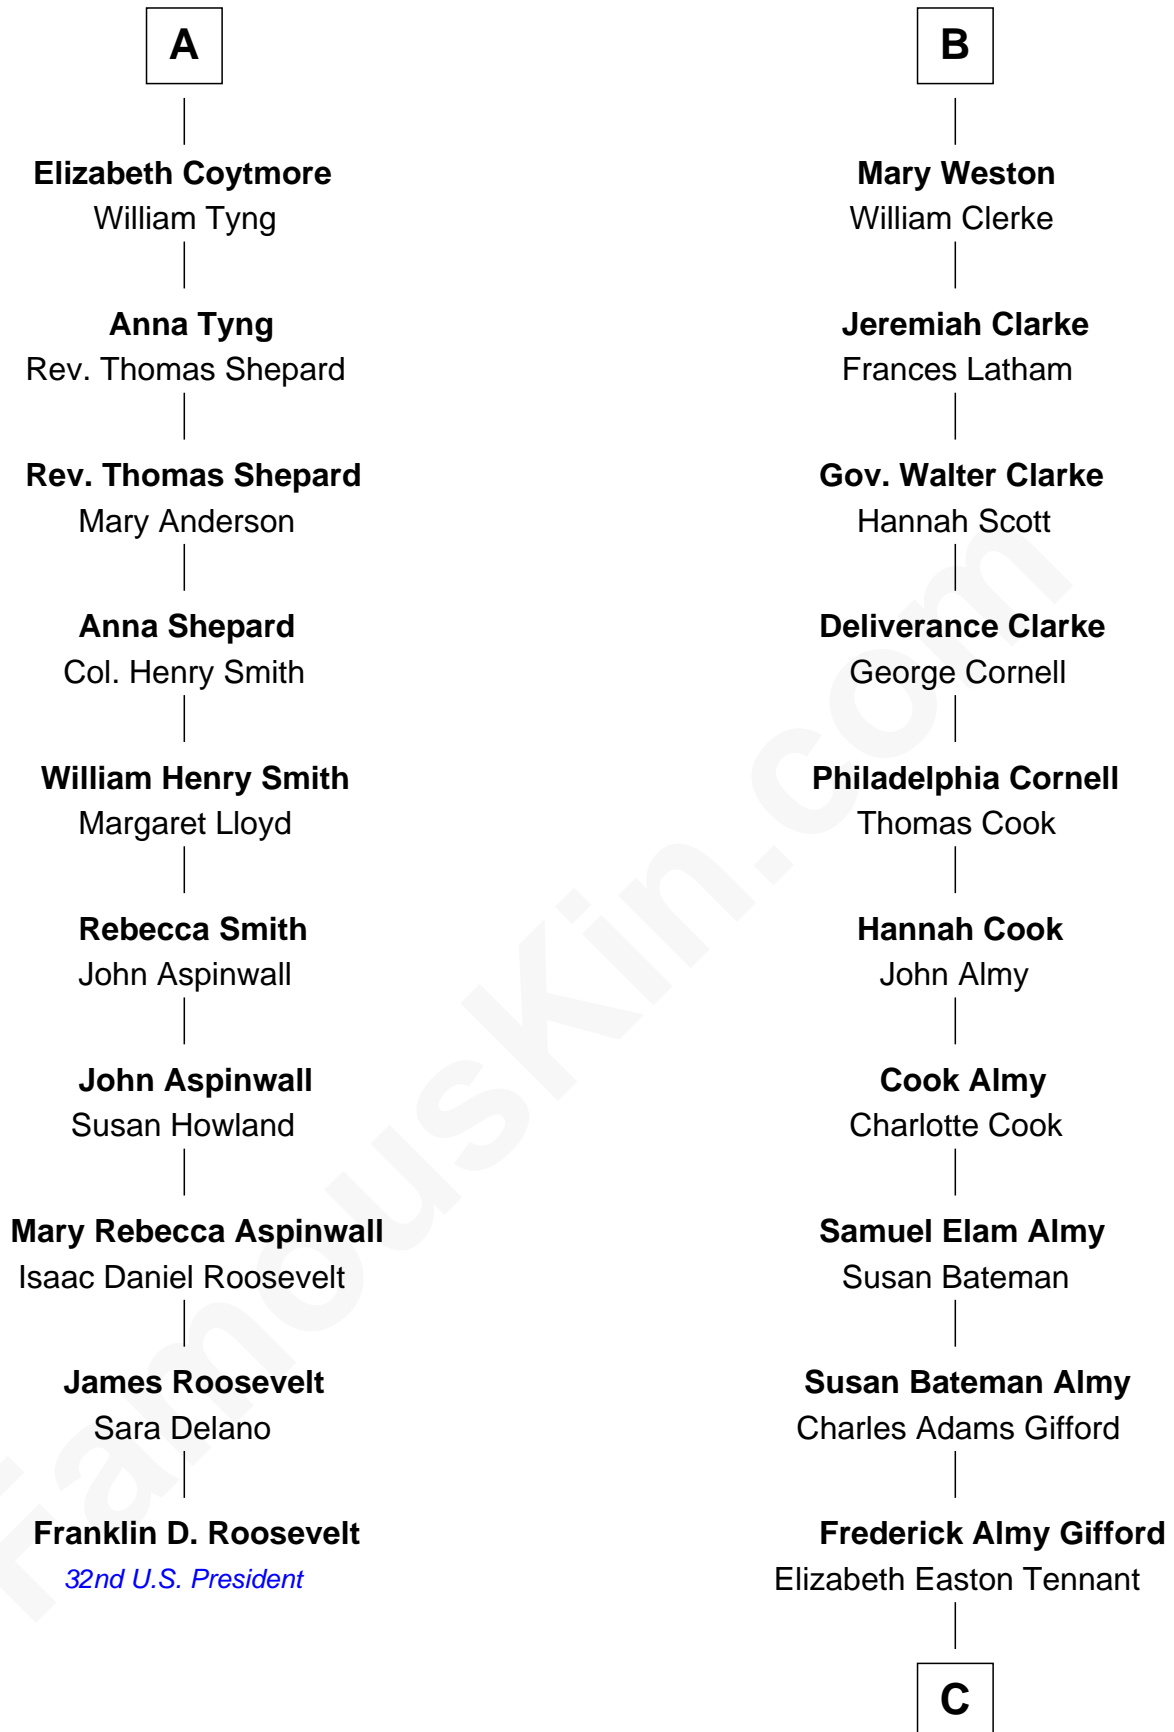 A
Elizabeth Coytmore
William Tyng
Anna Tyng
Rev. Thomas Shepard
Rev. Thomas Shepard
Mary Anderson
Anna Shepard
Col. Henry Smith
William Henry Smith
Margaret Lloyd
Rebecca Smith
John Aspinwall
John Aspinwall
Susan Howland
Mary Rebecca Aspinwall
Isaac Daniel Roosevelt
James Roosevelt
Sara Delano
Franklin D. Roosevelt
32nd U.S. President
B
Mary Weston
William Clerke
Jeremiah Clarke
Frances Latham
Gov. Walter Clarke
Hannah Scott
Deliverance Clarke
George Cornell
Philadelphia Cornell
Thomas Cook
Hannah Cook
John Almy
Cook Almy
Charlotte Cook
Samuel Elam Almy
Susan Bateman
Susan Bateman Almy
Charles Adams Gifford
Frederick Almy Gifford
Elizabeth Easton Tennant
C
FamousKin.com